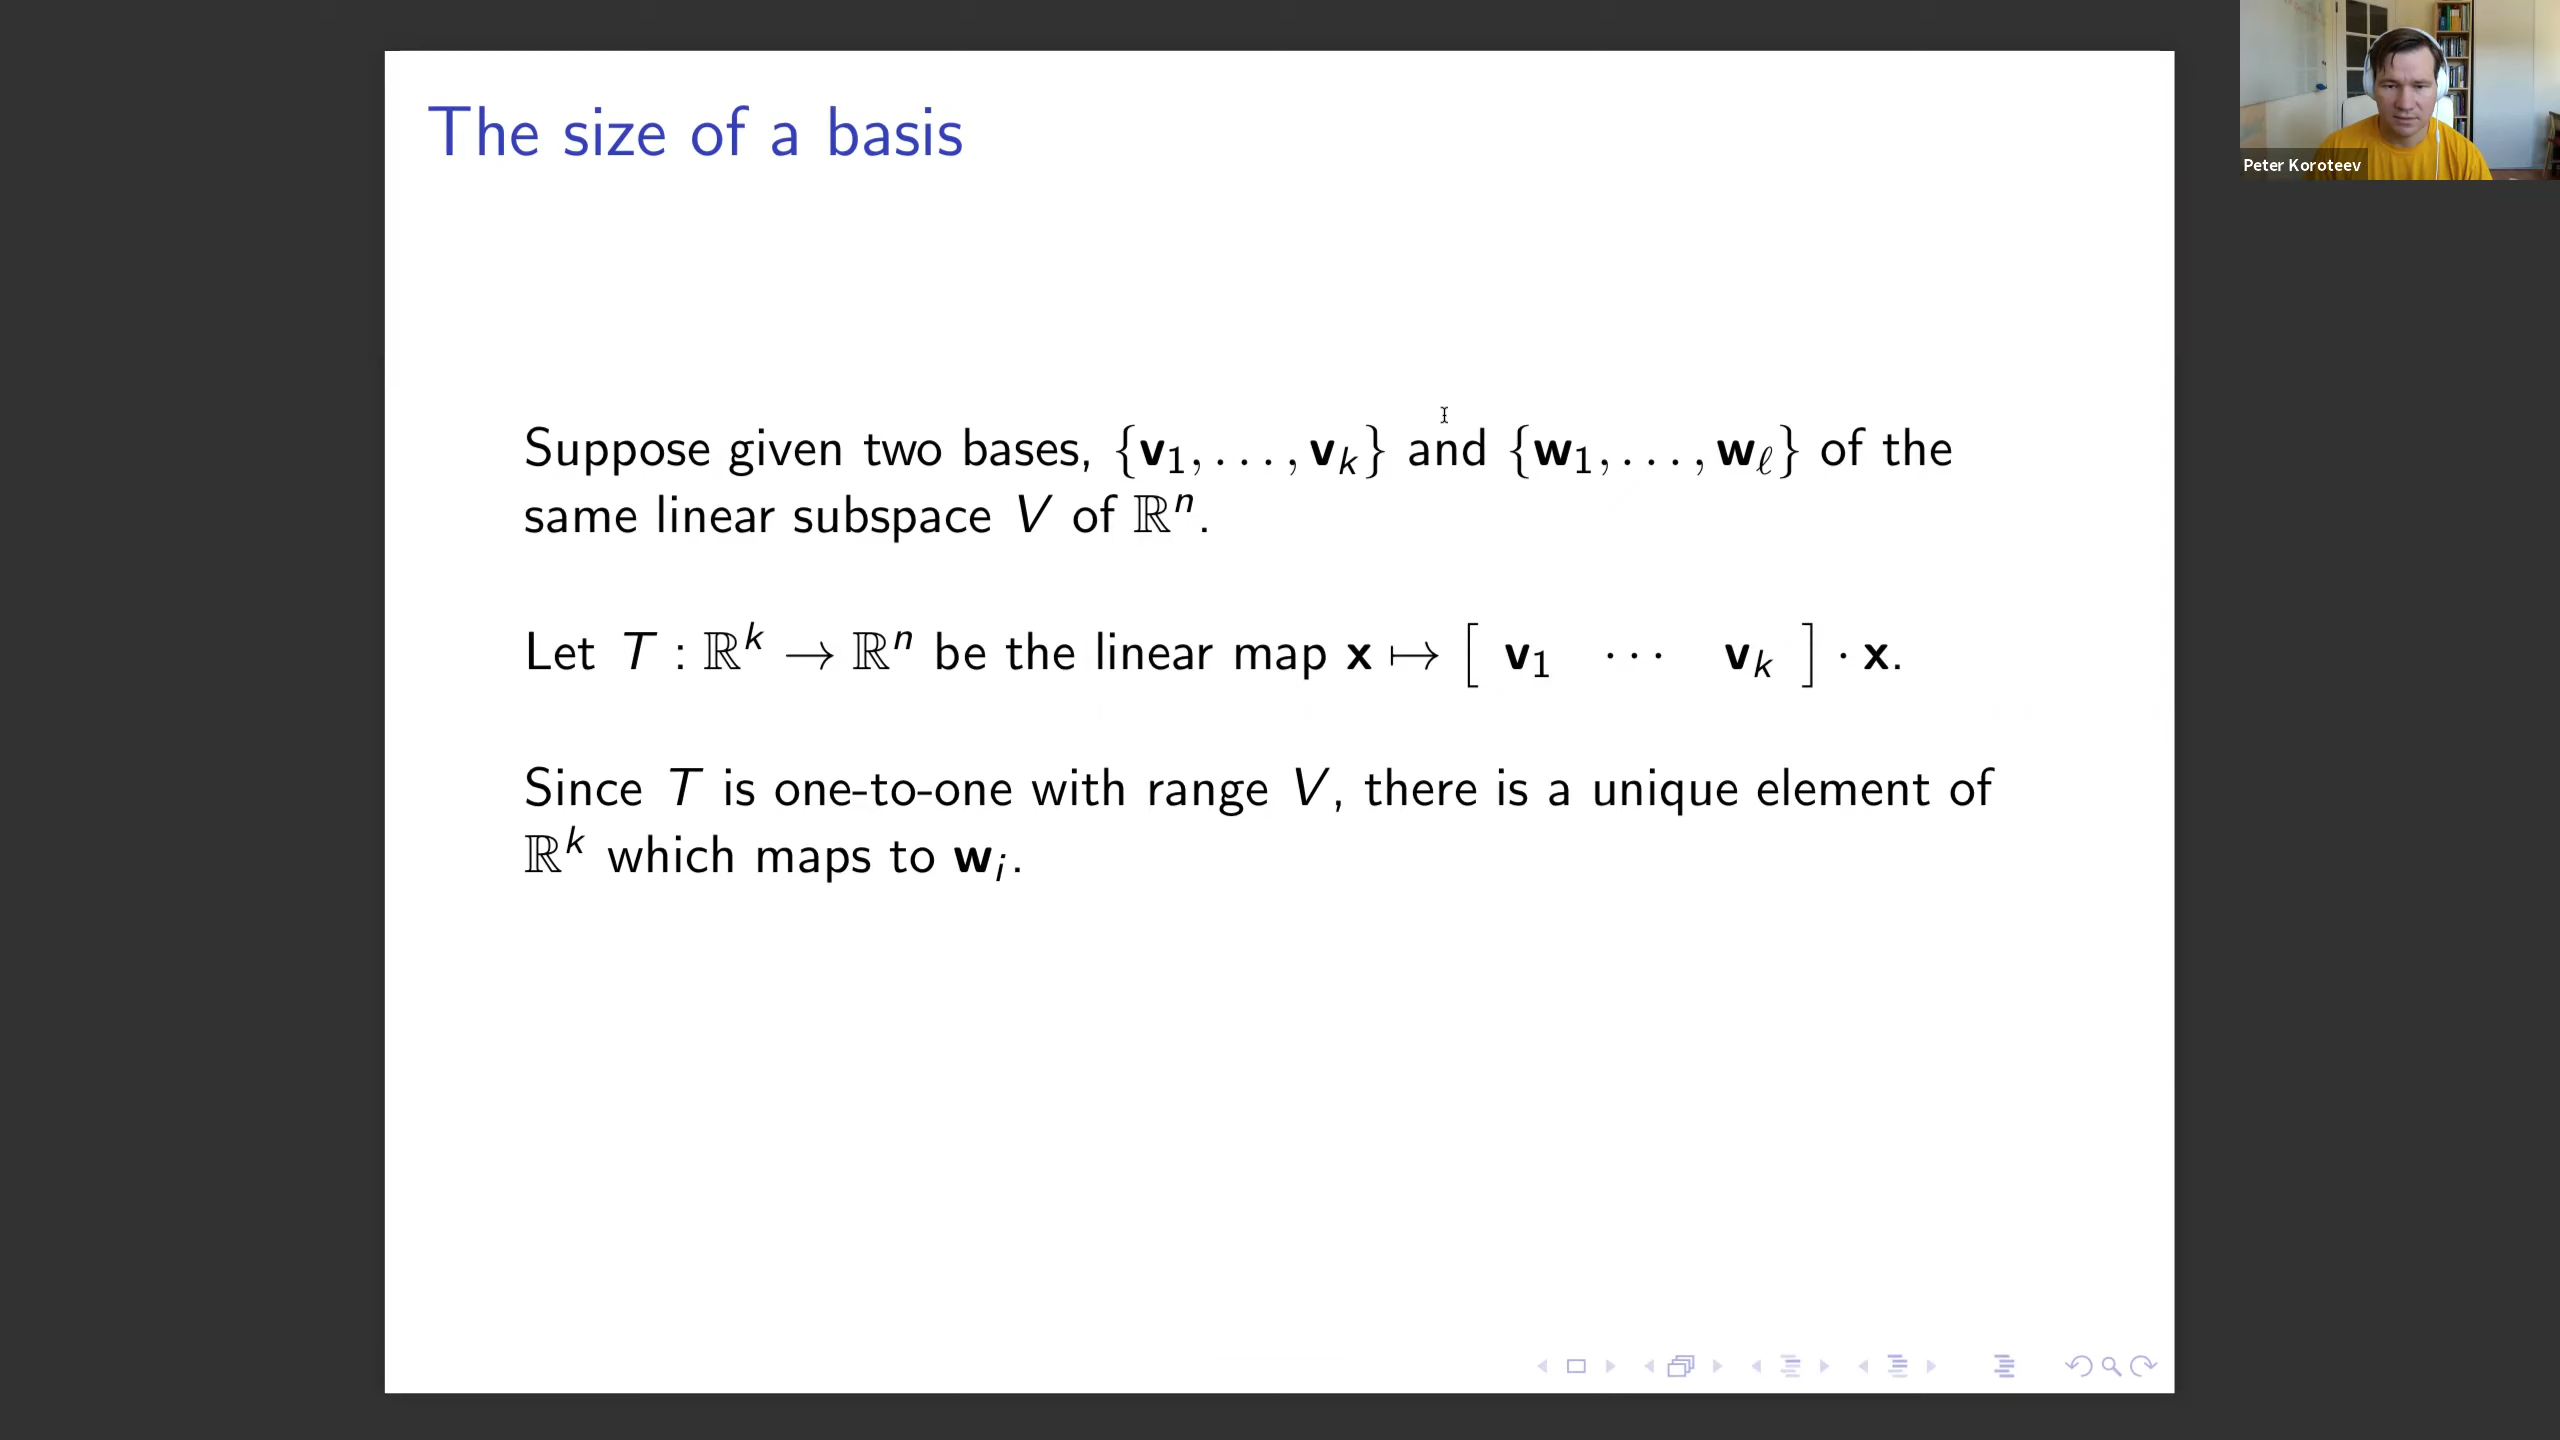 The size of a basis
Peter Koroteev
Suppose given two bases, {v₁, . . . , vₖ} and {w₁, . . . , w_ℓ} of the
same linear subspace V of ℝⁿ.
Let T : ℝᵏ → ℝⁿ be the linear map x ↦ [ v₁ ⋯ vₖ ] · x.
Since T is one-to-one with range V, there is a unique element of
ℝᵏ which maps to wᵢ.